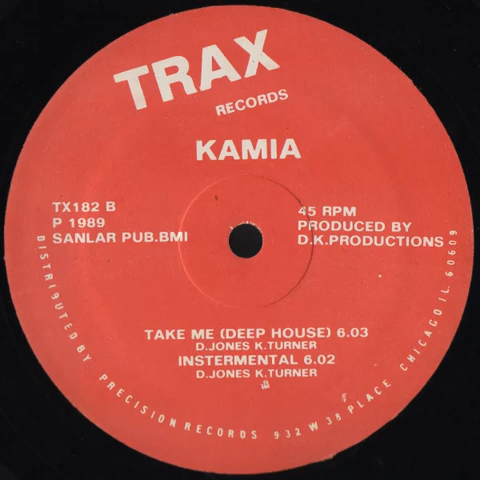 TRAX
RECORDS
KAMIA
TX182 B
P 1989
SANLAR PUB.BMI
45 RPM
PRODUCED BY
D.K.PRODUCTIONS
TAKE ME (DEEP HOUSE) 6.03
D.JONES K.TURNER
INSTERMENTAL 6.02
D.JONES K.TURNER
DISTRIBUTED BY PRECISION RECORDS 932 W 38 PLACE CHICAGO IL. 60609